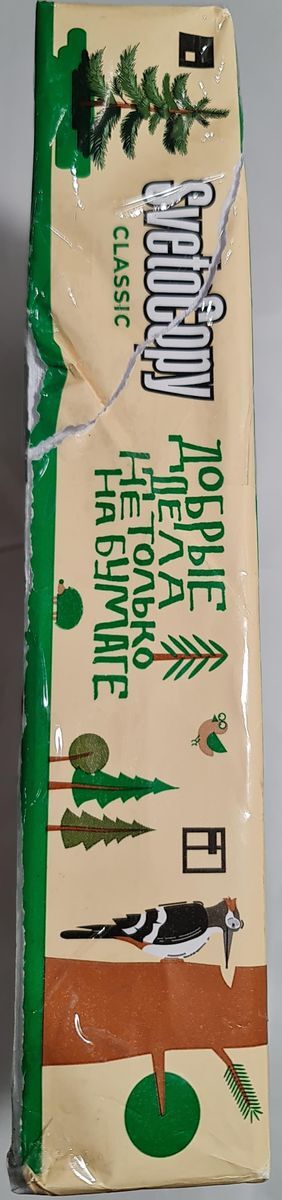 SvetoCopy
CLASSIC
ДОБРЫЕ
ДЕЛА
НЕ ТОЛЬКО
НА БУМАГЕ